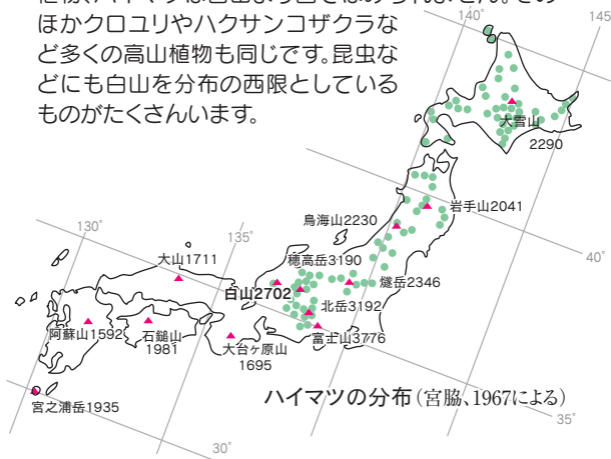 ほかクロユリやハクサンコザクラな
ど多くの高山植物も同じです。昆虫な
どにも白山を分布の西限としている
ものがたくさんいます。
140°
145
大雪山
2290
岩手山2041
鳥海山2230
40°
130°
135°
大山1711
穂高岳3190
白山2702
燧岳2346
北岳3192
阿蘇山1592
石鎚山
1981
大台ヶ原山
1695
富士山3776
宮之浦岳1935
ハイマツの分布(宮脇、1967による)
35°
30°